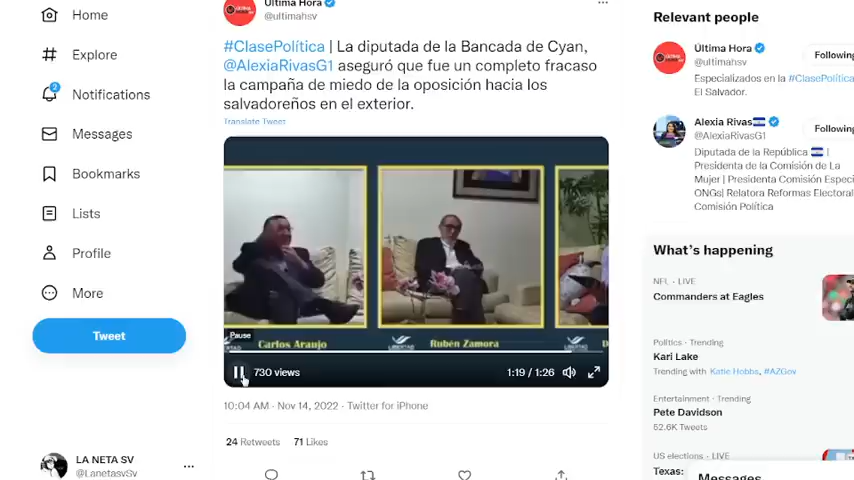 Home
Explore
2
Notifications
Messages
Bookmarks
Lists
Profile
More
Tweet
LA NETA SV
@LanetasvSv
Última Hora
@ultimahsv
#ClasePolítica | La diputada de la Bancada de Cyan,
@AlexiaRivasG1 aseguró que fue un completo fracaso
la campaña de miedo de la oposición hacia los
salvadoreños en el exterior.
Translate Tweet
Carlos Araujo
Rubén Zamora
LIBERTAD
Pause
730 views
1:19 / 1:26
10:04 AM · Nov 14, 2022 · Twitter for iPhone
24 Retweets 71 Likes
Relevant people
Última Hora
@ultimahsv
Following
Especializados en la #ClasePolítica
El Salvador.
Alexia Rivas
@AlexiaRivasG1
Following
Diputada de la República |
Presidenta de la Comisión de La
Mujer | Presidenta Comisión Especi
ONGs| Relatora Reformas Electoral
Comisión Política
What's happening
NFL · LIVE
Commanders at Eagles
Politics · Trending
Kari Lake
Trending with Katie Hobbs, #AZGov
Entertainment · Trending
Pete Davidson
52.6K Tweets
US elections · LIVE
Texas:
Messages